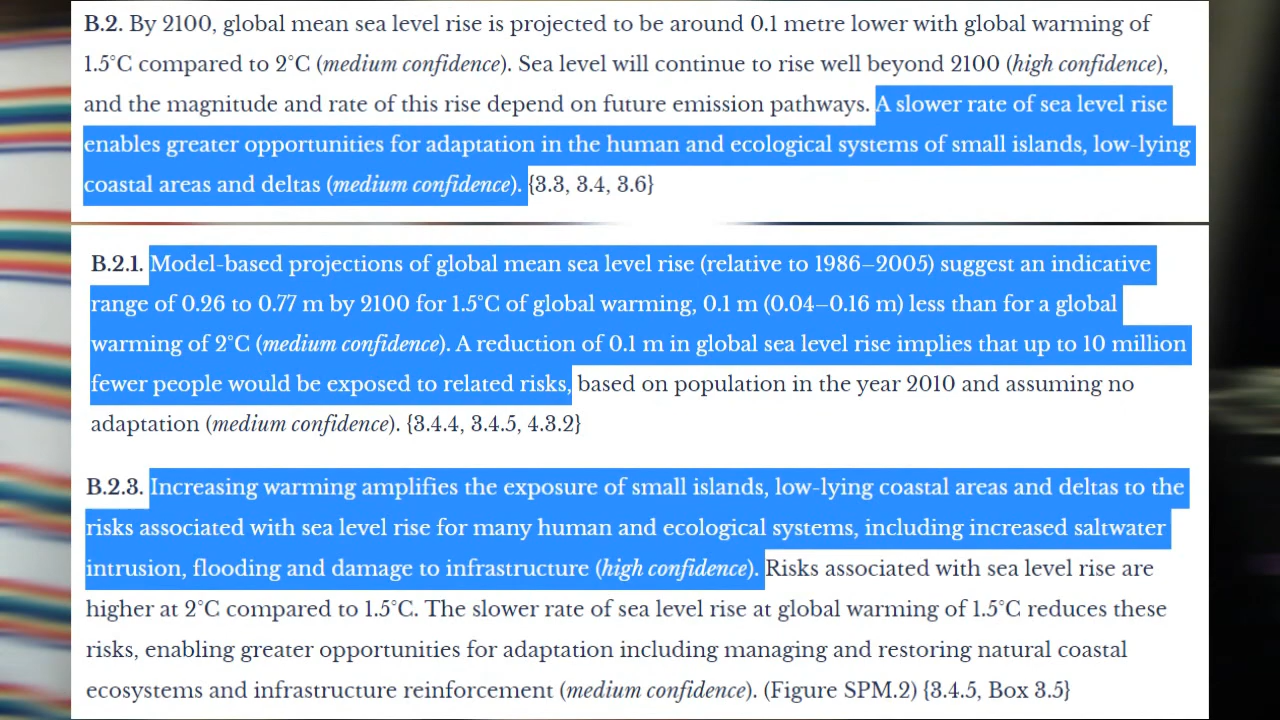 B.2. By 2100, global mean sea level rise is projected to be around 0.1 metre lower with global warming of
1.5°C compared to 2°C (medium confidence). Sea level will continue to rise well beyond 2100 (high confidence),
and the magnitude and rate of this rise depend on future emission pathways. A slower rate of sea level rise
enables greater opportunities for adaptation in the human and ecological systems of small islands, low-lying
coastal areas and deltas (medium confidence). {3.3, 3.4, 3.6}
B.2.1. Model-based projections of global mean sea level rise (relative to 1986–2005) suggest an indicative
range of 0.26 to 0.77 m by 2100 for 1.5°C of global warming, 0.1 m (0.04–0.16 m) less than for a global
warming of 2°C (medium confidence). A reduction of 0.1 m in global sea level rise implies that up to 10 million
fewer people would be exposed to related risks, based on population in the year 2010 and assuming no
adaptation (medium confidence). {3.4.4, 3.4.5, 4.3.2}
B.2.3. Increasing warming amplifies the exposure of small islands, low-lying coastal areas and deltas to the
risks associated with sea level rise for many human and ecological systems, including increased saltwater
intrusion, flooding and damage to infrastructure (high confidence). Risks associated with sea level rise are
higher at 2°C compared to 1.5°C. The slower rate of sea level rise at global warming of 1.5°C reduces these
risks, enabling greater opportunities for adaptation including managing and restoring natural coastal
ecosystems and infrastructure reinforcement (medium confidence). (Figure SPM.2) {3.4.5, Box 3.5}